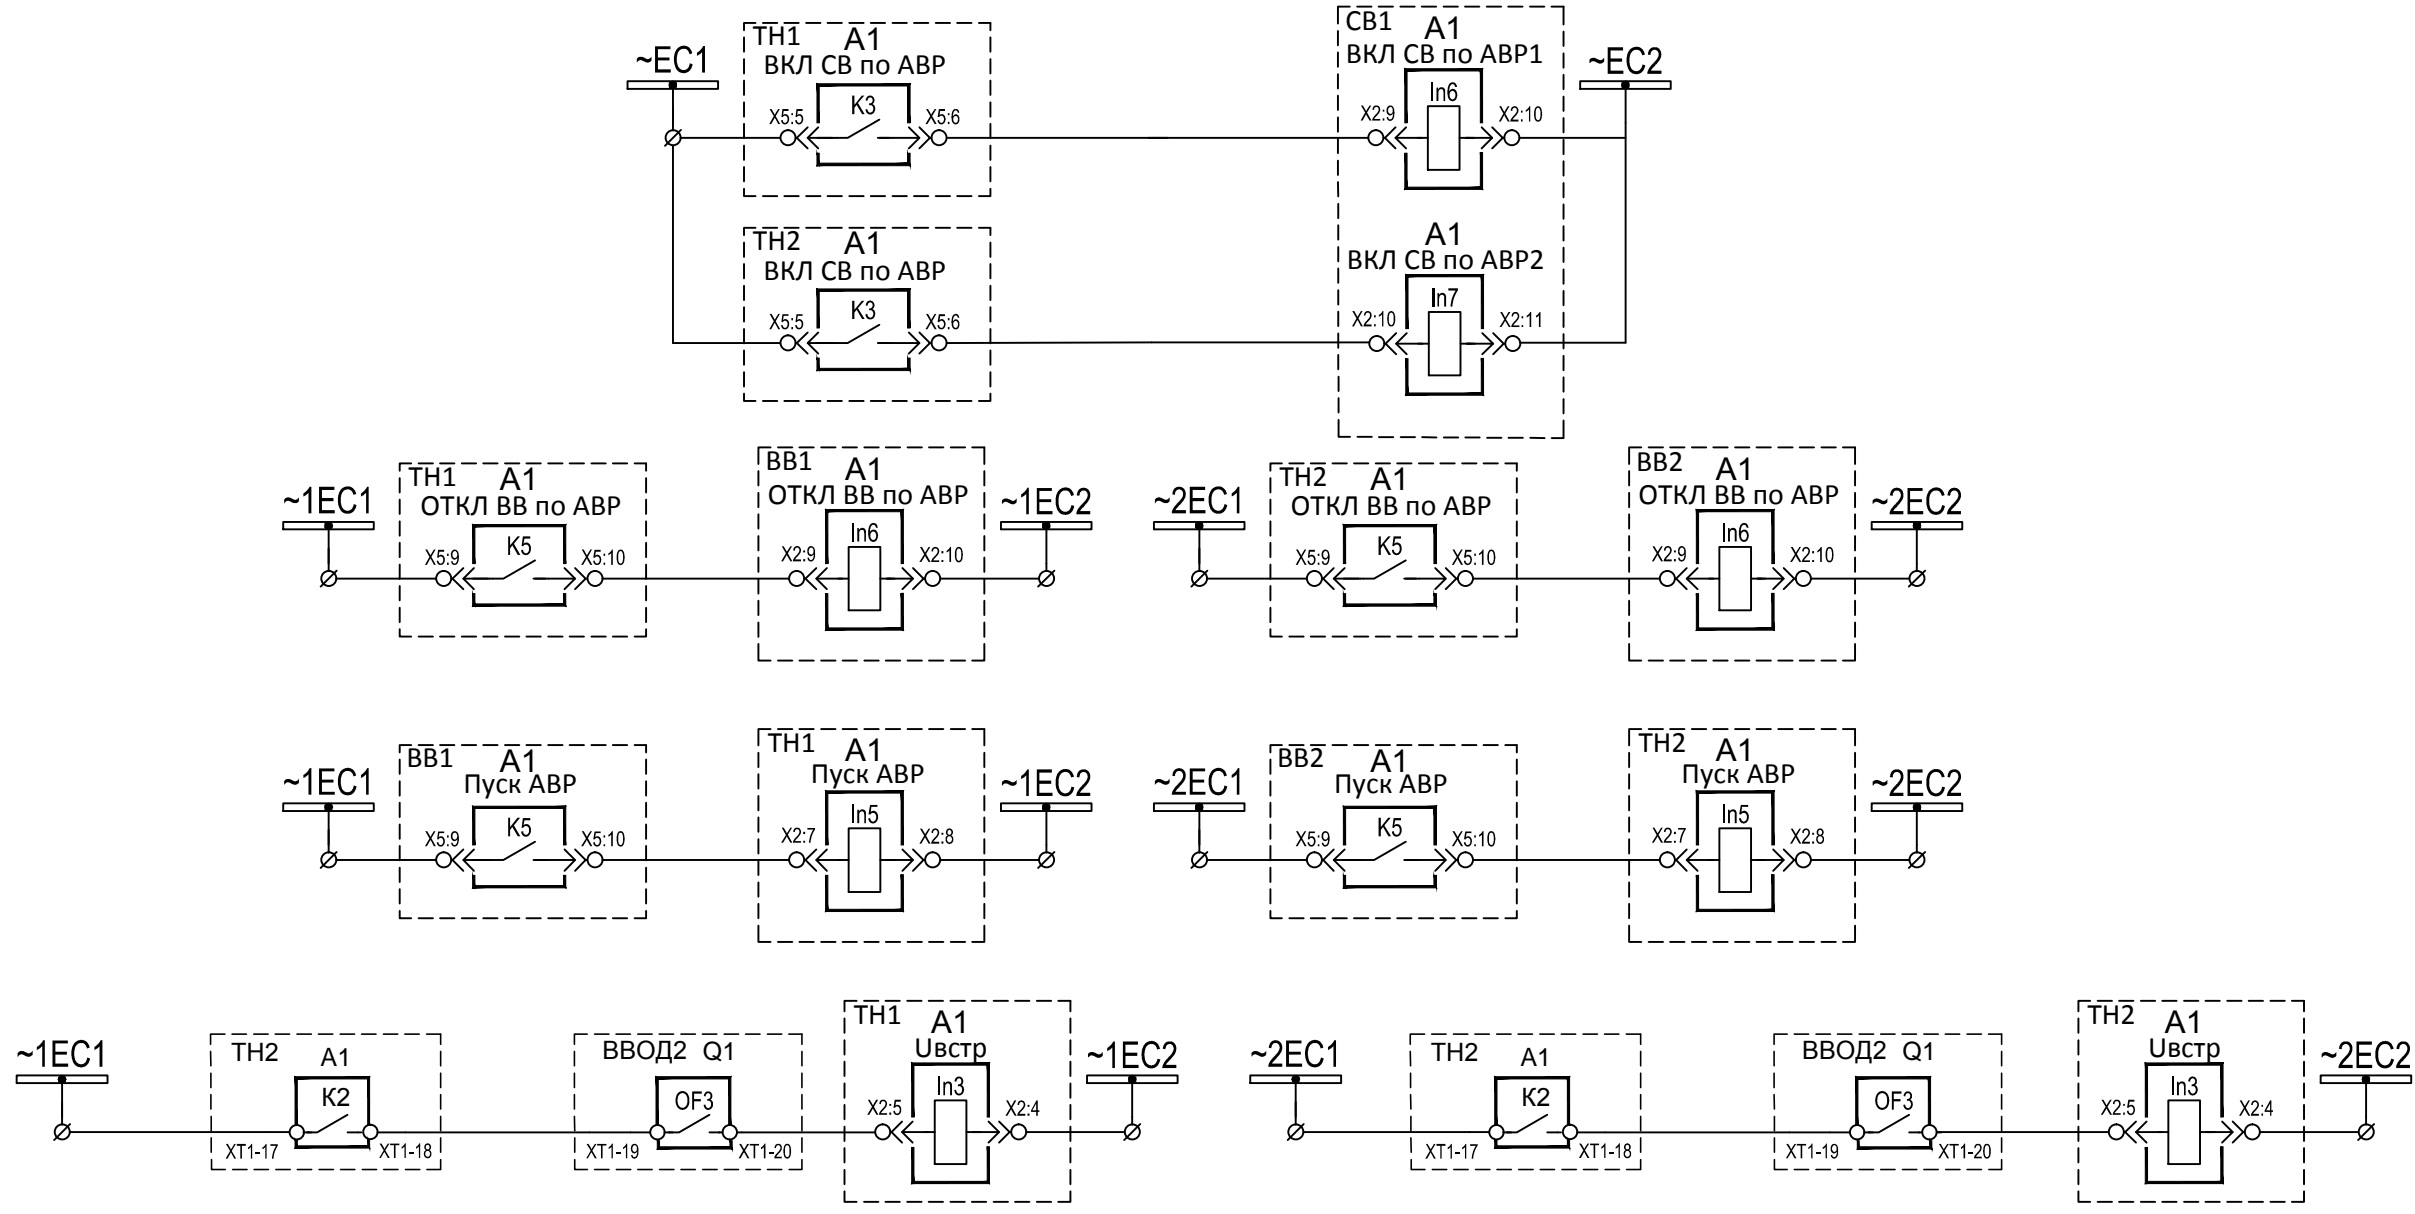 ТН1 А1
ВКЛ СВ по АВР
~ЕС1
К3
X5:5 X5:6
СВ1 А1
ВКЛ СВ по АВР1
~ЕС2
In6
X2:9 X2:10
ТН2 А1
ВКЛ СВ по АВР
К3
X5:5 X5:6
А1
ВКЛ СВ по АВР2
In7
X2:10 X2:11
~1ЕС1
ТН1 А1
ОТКЛ ВВ по АВР
К5
X5:9 X5:10
ВВ1 А1
ОТКЛ ВВ по АВР
In6
X2:9 X2:10
~1ЕС2
~2ЕС1
ТН2 А1
ОТКЛ ВВ по АВР
К5
X5:9 X5:10
ВВ2 А1
ОТКЛ ВВ по АВР
In6
X2:9 X2:10
~2ЕС2
~1ЕС1
ВВ1 А1
Пуск АВР
К5
X5:9 X5:10
ТН1 А1
Пуск АВР
In5
X2:7 X2:8
~1ЕС2
~2ЕС1
ВВ2 А1
Пуск АВР
К5
X5:9 X5:10
ТН2 А1
Пуск АВР
In5
X2:7 X2:8
~2ЕС2
~1ЕС1
ТН2 А1
К2
XT1-17 XT1-18
ВВОД2 Q1
OF3
XT1-19 XT1-20
ТН1 А1
Uвстр
In3
X2:5 X2:4
~1ЕС2
~2ЕС1
ТН2 А1
К2
XT1-17 XT1-18
ВВОД2 Q1
OF3
XT1-19 XT1-20
ТН2 А1
Uвстр
In3
X2:5 X2:4
~2ЕС2